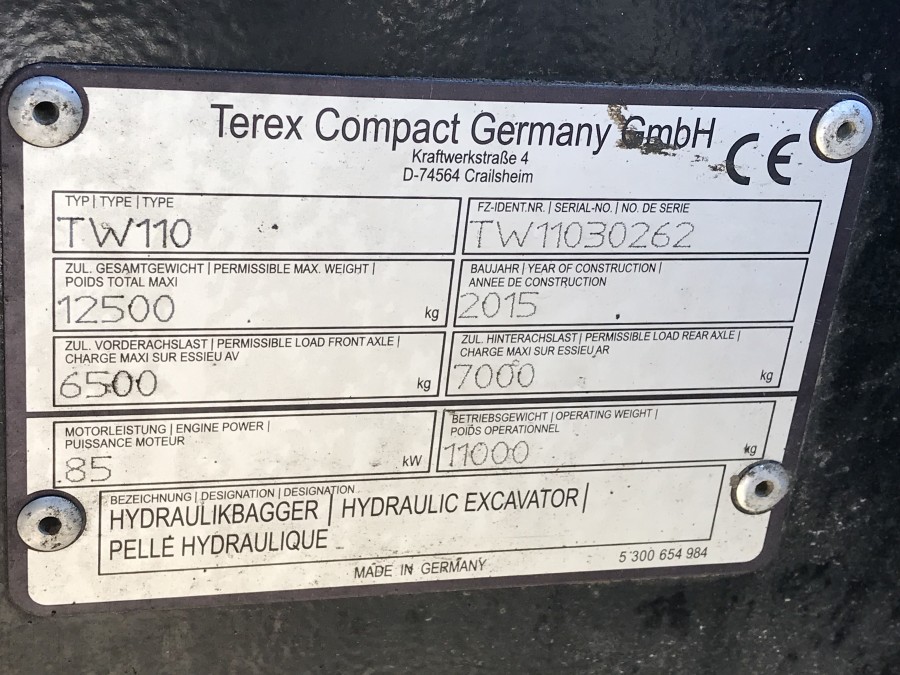 Terex Compact Germany GmbH
Kraftwerkstraße 4
D-74564 Crailsheim
CE
TYP | TYPE | TYPE
TW110
FZ-IDENT.NR. | SERIAL-NO. | NO. DE SERIE
TW11030262
ZUL. GESAMTGEWICHT | PERMISSIBLE MAX. WEIGHT |
POIDS TOTAL MAXI
12500 kg
BAUJAHR | YEAR OF CONSTRUCTION |
ANNEE DE CONSTRUCTION
2015
ZUL. VORDERACHSLAST | PERMISSIBLE LOAD FRONT AXLE |
CHARGE MAXI SUR ESSIEU AV
6500 kg
ZUL. HINTERACHSLAST | PERMISSIBLE LOAD REAR AXLE |
CHARGE MAXI SUR ESSIEU AR
7000 kg
MOTORLEISTUNG | ENGINE POWER |
PUISSANCE MOTEUR
85 kW
BETRIEBSGEWICHT | OPERATING WEIGHT |
POIDS OPERATIONNEL
11000 kg
BEZEICHNUNG | DESIGNATION | DESIGNATION
HYDRAULIKBAGGER | HYDRAULIC EXCAVATOR |
PELLE HYDRAULIQUE
MADE IN GERMANY
5 300 654 984